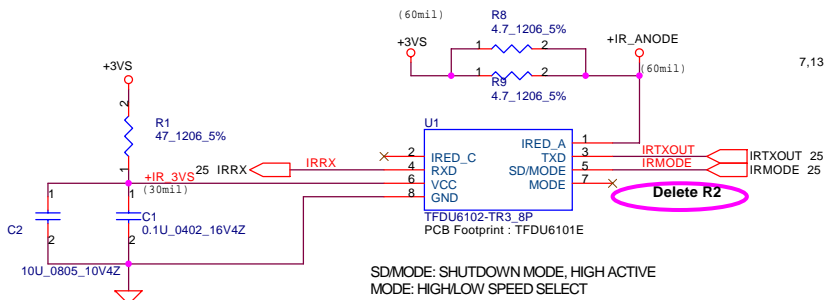 (60mil)
R8
4.7_1206_5%
+3VS
1
2
+IR_ANODE
(60mil)
7,13
1
2
R9
4.7_1206_5%
+3VS
2
R1
47_1206_5%
1
U1
25 IRRX
IRRX
2 IRED_C
4 RXD
6 VCC
8 GND
IRED_A 1
TXD 3
SD/MODE 5
MODE 7
IRTXOUT
IRTXOUT 25
IRMODE
IRMODE 25
+IR_3VS
(30mil)
Delete R2
TFDU6102-TR3_8P
PCB Footprint : TFDU6101E
1
1
C2
C1
0.1U_0402_16V4Z
2
2
10U_0805_10V4Z
SD/MODE: SHUTDOWN MODE, HIGH ACTIVE
MODE: HIGH/LOW SPEED SELECT